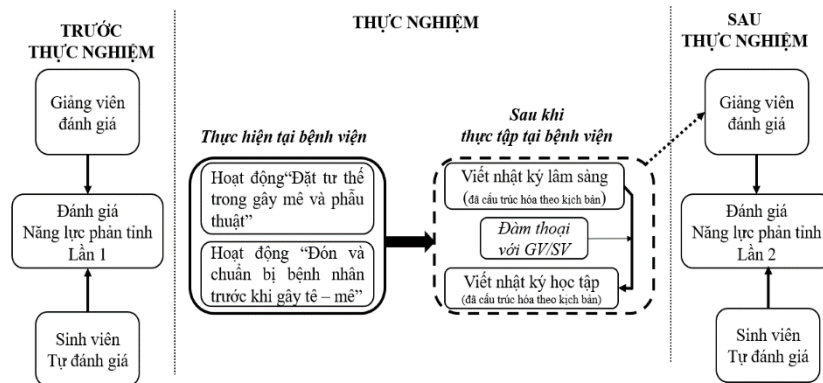 TRƯỚC
THỰC NGHIỆM
Giảng viên
đánh giá
Đánh giá
Năng lực phản tỉnh
Lần 1
Sinh viên
Tự đánh giá
THỰC NGHIỆM
Thực hiện tại bệnh viện
Hoạt động“Đặt tư thế
trong gây mê và phẫu
thuật”
Hoạt động “Đón và
chuẩn bị bệnh nhân
trước khi gây tê – mê”
Sau khi
thực tập tại bệnh viện
Viết nhật ký lâm sàng
(đã cấu trúc hóa theo kịch bản)
Đàm thoại
với GV/SV
Viết nhật ký học tập
(đã cấu trúc hóa theo kịch bản)
SAU
THỰC NGHIỆM
Giảng viên
đánh giá
Đánh giá
Năng lực phản tỉnh
Lần 2
Sinh viên
Tự đánh giá